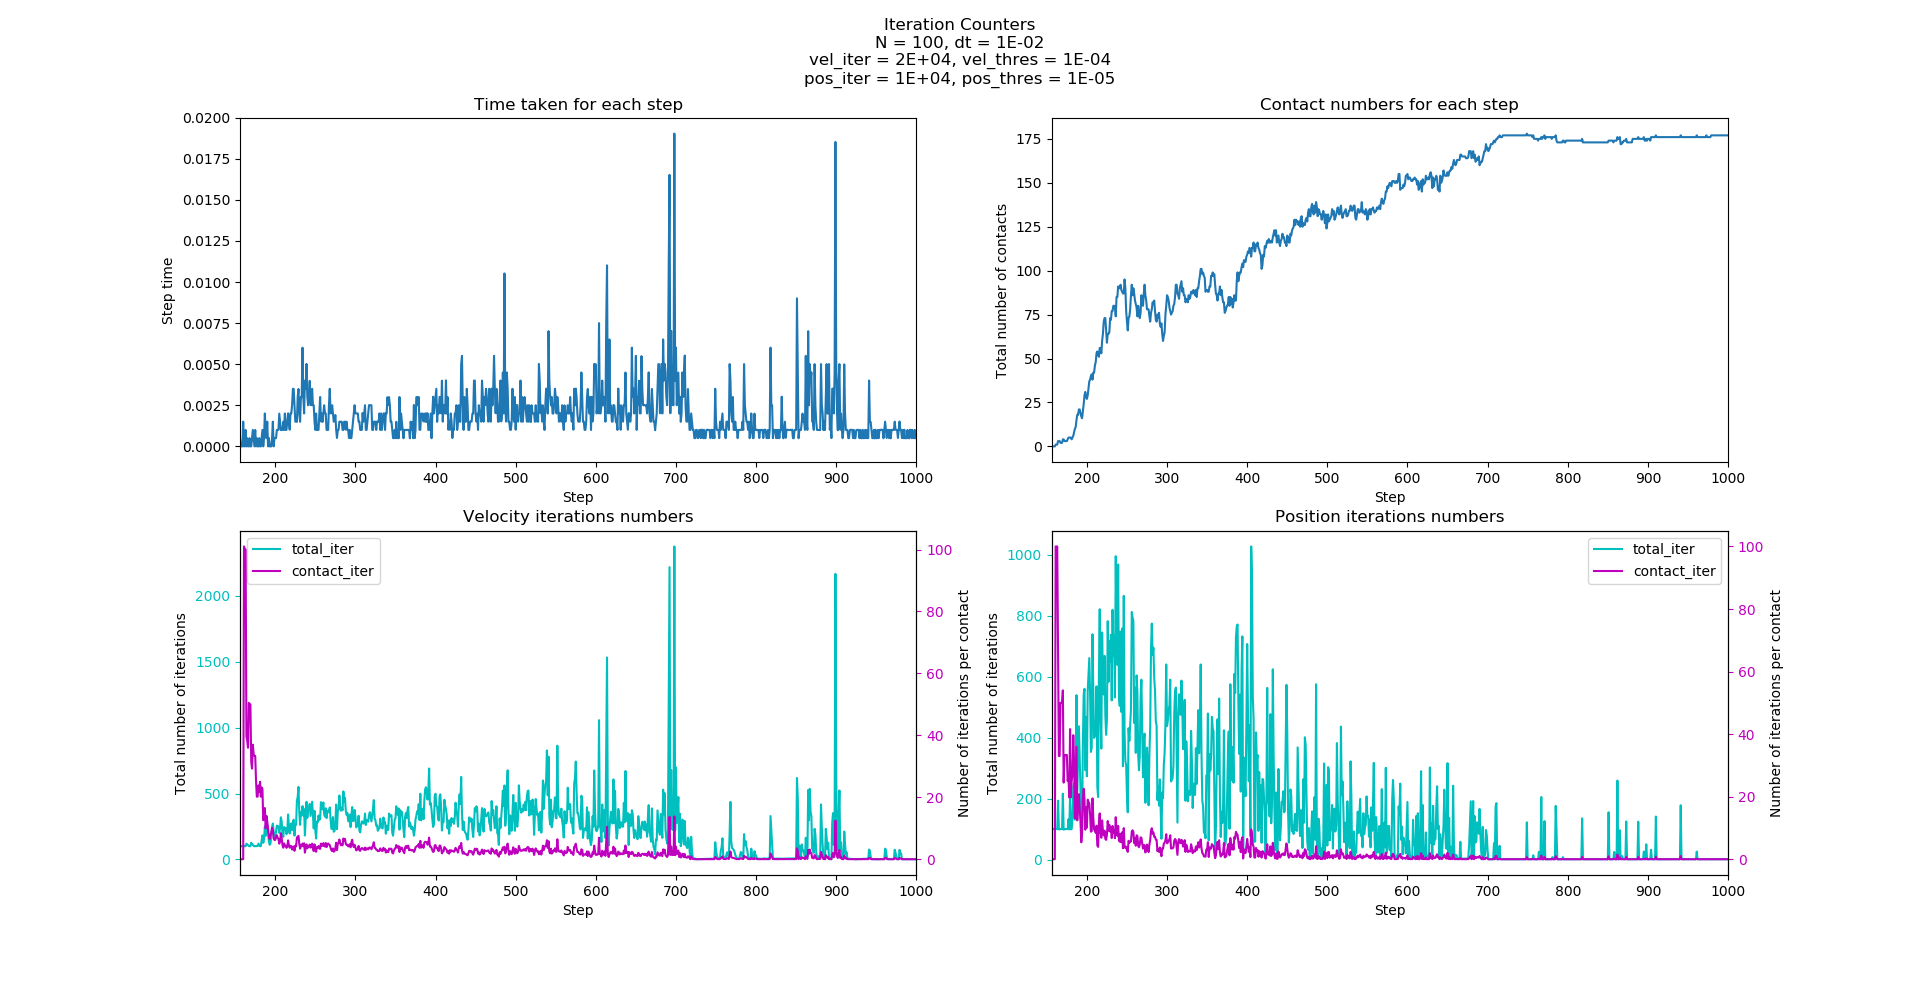 Iteration Counters
N = 100, dt = 1E-02
vel_iter = 2E+04, vel_thres = 1E-04
pos_iter = 1E+04, pos_thres = 1E-05
Time taken for each step
0.0200
0.0175
0.0150
0.0125
0.0100
0.0075
0.0050
0.0025
0.0000
Step time
200 300 400 500 600 700 800 900 1000
Step
Contact numbers for each step
175
150
125
100
75
50
25
0
Total number of contacts
200 300 400 500 600 700 800 900 1000
Step
Velocity iterations numbers
total_iter
contact_iter
2000
1500
1000
500
0
Total number of iterations
100
80
60
40
20
0
Number of iterations per contact
200 300 400 500 600 700 800 900 1000
Step
Position iterations numbers
total_iter
contact_iter
1000
800
600
400
200
0
Total number of iterations
100
80
60
40
20
0
Number of iterations per contact
200 300 400 500 600 700 800 900 1000
Step